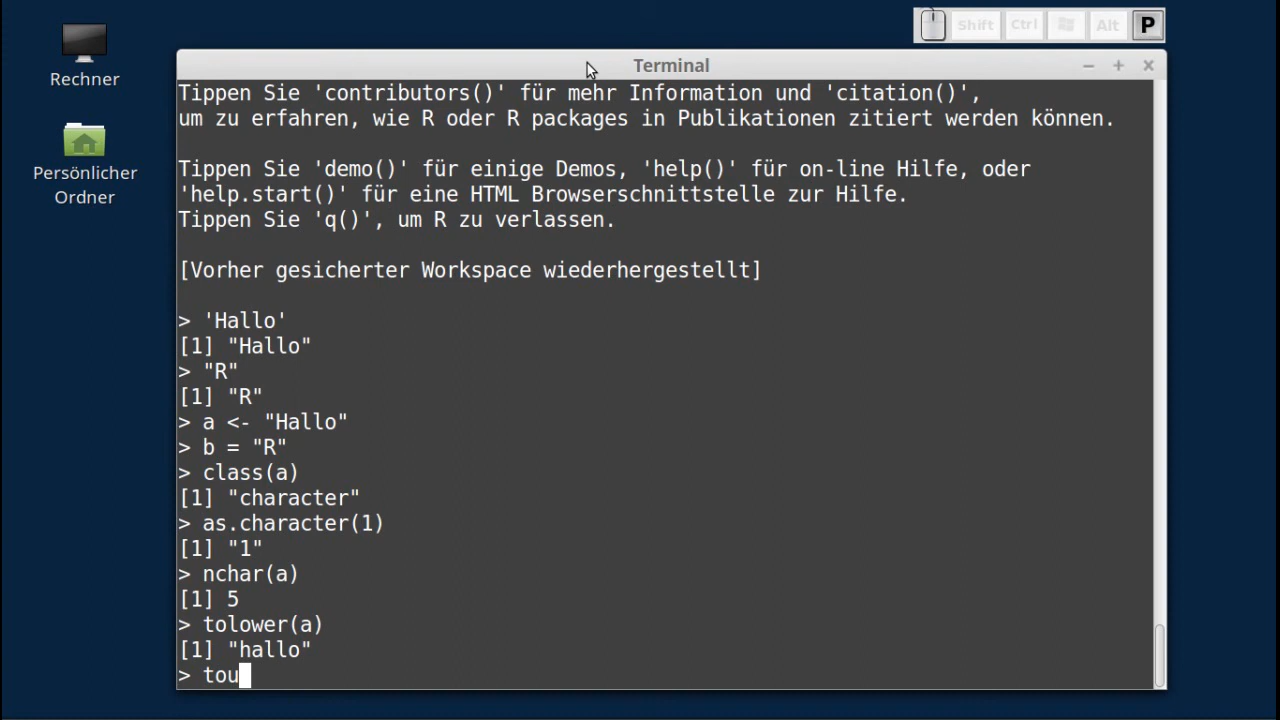 Rechner
Persönlicher
Ordner
Shift Ctrl Alt P
Terminal
Tippen Sie 'contributors()' für mehr Information und 'citation()',
um zu erfahren, wie R oder R packages in Publikationen zitiert werden können.
Tippen Sie 'demo()' für einige Demos, 'help()' für on-line Hilfe, oder
'help.start()' für eine HTML Browserschnittstelle zur Hilfe.
Tippen Sie 'q()', um R zu verlassen.
[Vorher gesicherter Workspace wiederhergestellt]
> 'Hallo'
[1] "Hallo"
> "R"
[1] "R"
> a <- "Hallo"
> b = "R"
> class(a)
[1] "character"
> as.character(1)
[1] "1"
> nchar(a)
[1] 5
> tolower(a)
[1] "hallo"
> tou